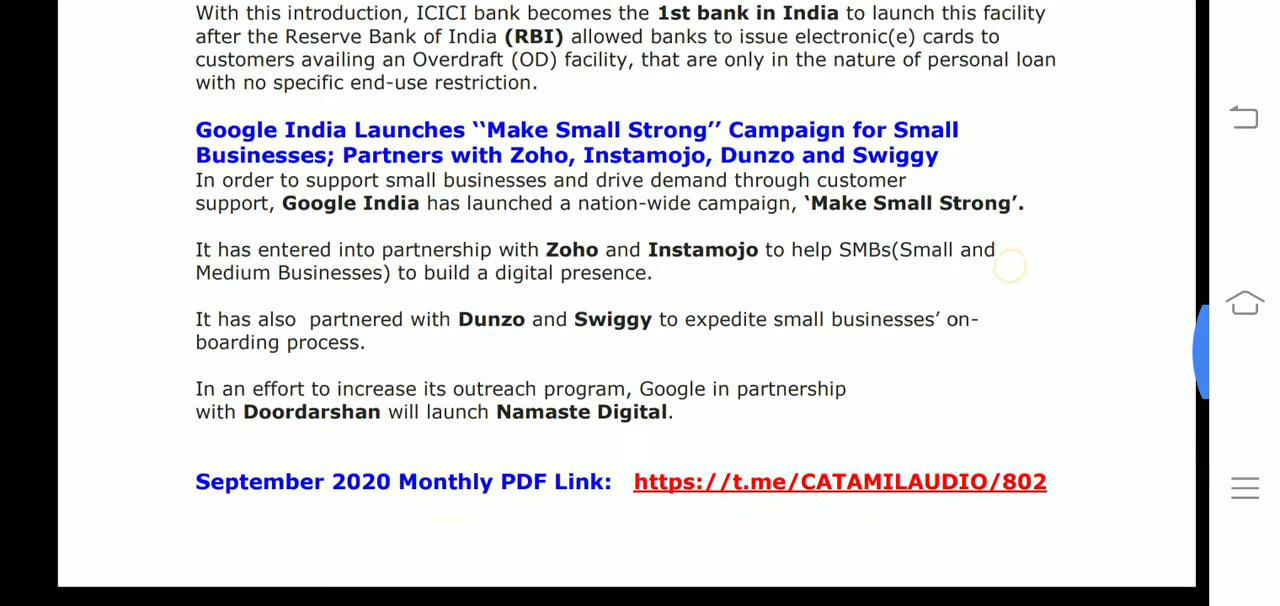 With this introduction, ICICI bank becomes the 1st bank in India to launch this facility
after the Reserve Bank of India (RBI) allowed banks to issue electronic(e) cards to
customers availing an Overdraft (OD) facility, that are only in the nature of personal loan
with no specific end-use restriction.
Google India Launches ‘‘Make Small Strong’’ Campaign for Small
Businesses; Partners with Zoho, Instamojo, Dunzo and Swiggy
In order to support small businesses and drive demand through customer
support, Google India has launched a nation-wide campaign, ‘Make Small Strong’.
It has entered into partnership with Zoho and Instamojo to help SMBs(Small and
Medium Businesses) to build a digital presence.
It has also  partnered with Dunzo and Swiggy to expedite small businesses’ on-
boarding process.
In an effort to increase its outreach program, Google in partnership
with Doordarshan will launch Namaste Digital.
September 2020 Monthly PDF Link:   https://t.me/CATAMILAUDIO/802